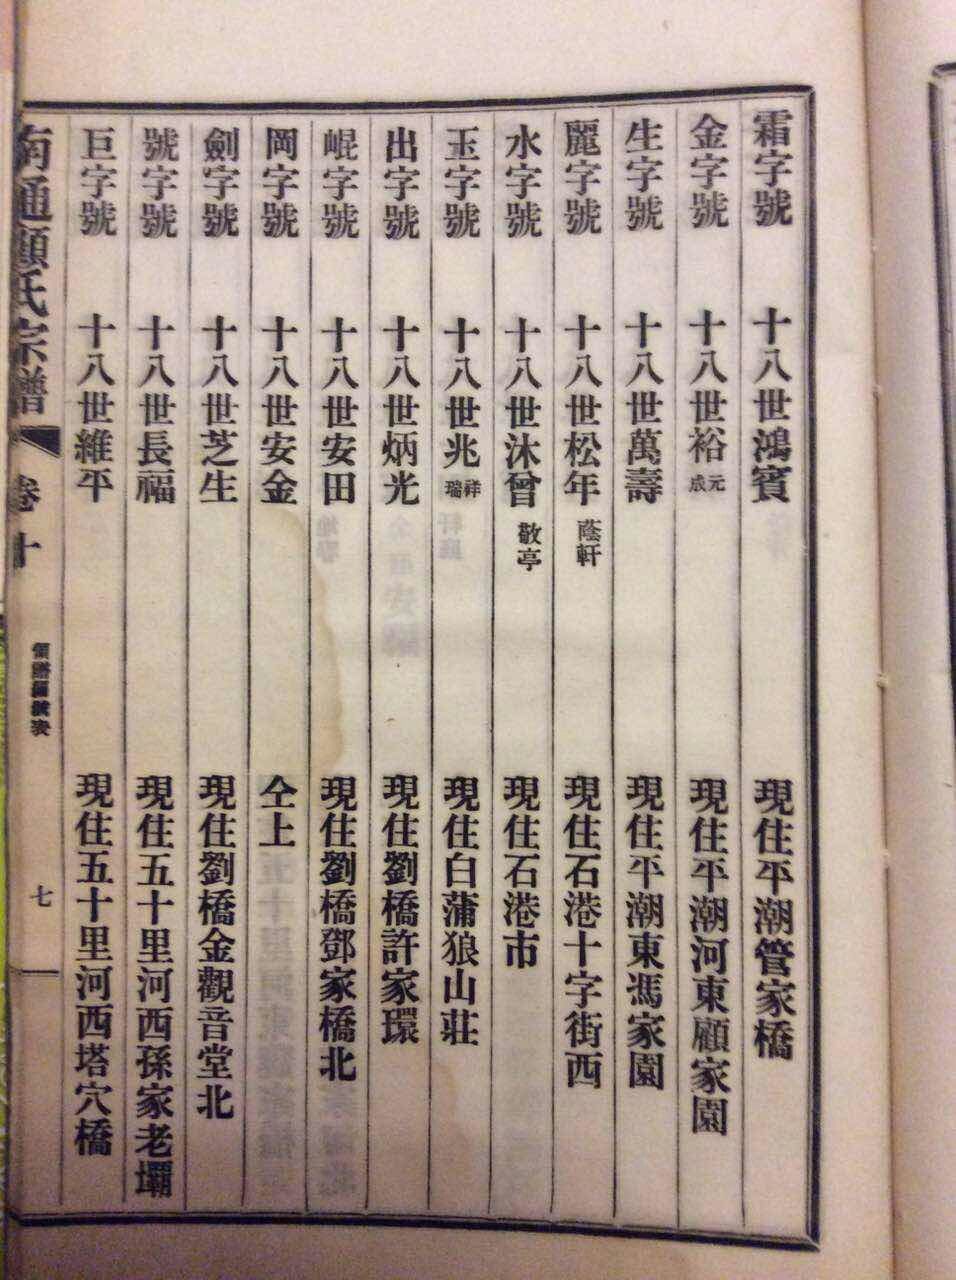 霜字號 十八世鴻賓 現住平潮管家橋
金字號 十八世裕元成 現住平潮河東顧家園
生字號 十八世萬壽 現住平潮東馮家園
麗字號 十八世松年 蔭軒 現住石港十字街西
水字號 十八世沐曾 敬亭 現住石港市
玉字號 十八世兆祥瑞 現住白蒲狼山莊
出字號 十八世炳光 現住劉橋許家環
崐字號 十八世安田 現住劉橋鄧家橋北
岡字號 十八世安金 仝上
劍字號 十八世芝生 現住劉橋金觀音堂北
號字號 十八世長福 現住五十里河西孫家老壩
巨字號 十八世維平 現住五十里河西塔穴橋
南通顧氏宗譜 卷十 領譜編號表 七